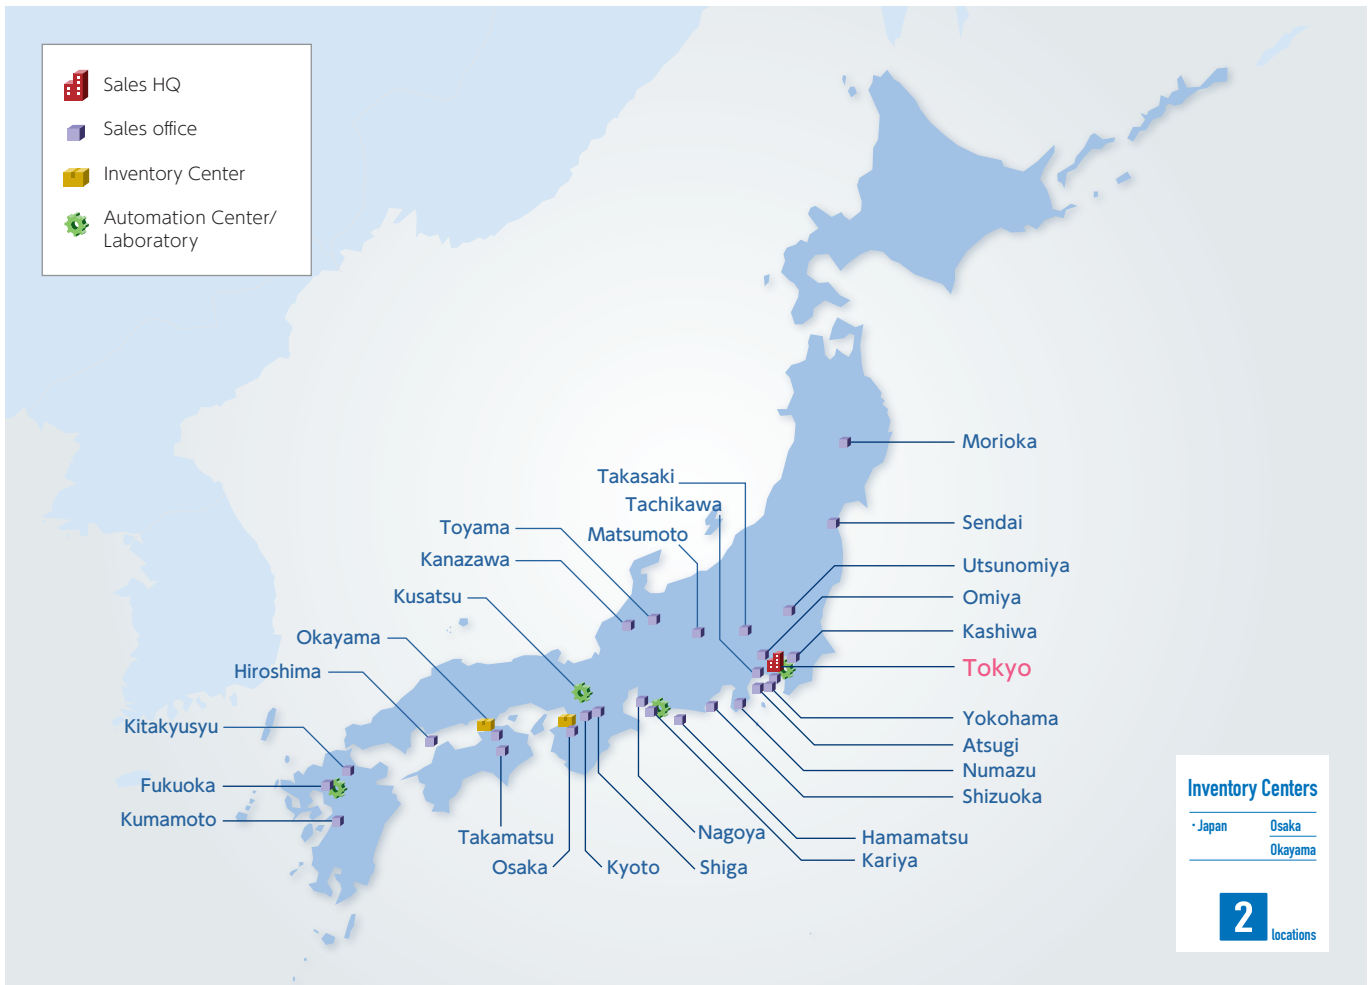 Sales HQ
Sales office
Inventory Center
Automation Center/
Laboratory
Morioka
Takasaki
Tachikawa
Sendai
Toyama
Matsumoto
Kanazawa
Utsunomiya
Kusatsu
Omiya
Okayama
Kashiwa
Hiroshima
Tokyo
Kitakyusyu
Yokohama
Atsugi
Numazu
Fukuoka
Shizuoka
Kumamoto
Takamatsu
Nagoya
Hamamatsu
Osaka
Kyoto
Shiga
Kariya
Inventory Centers
・Japan Osaka
Okayama
2 locations